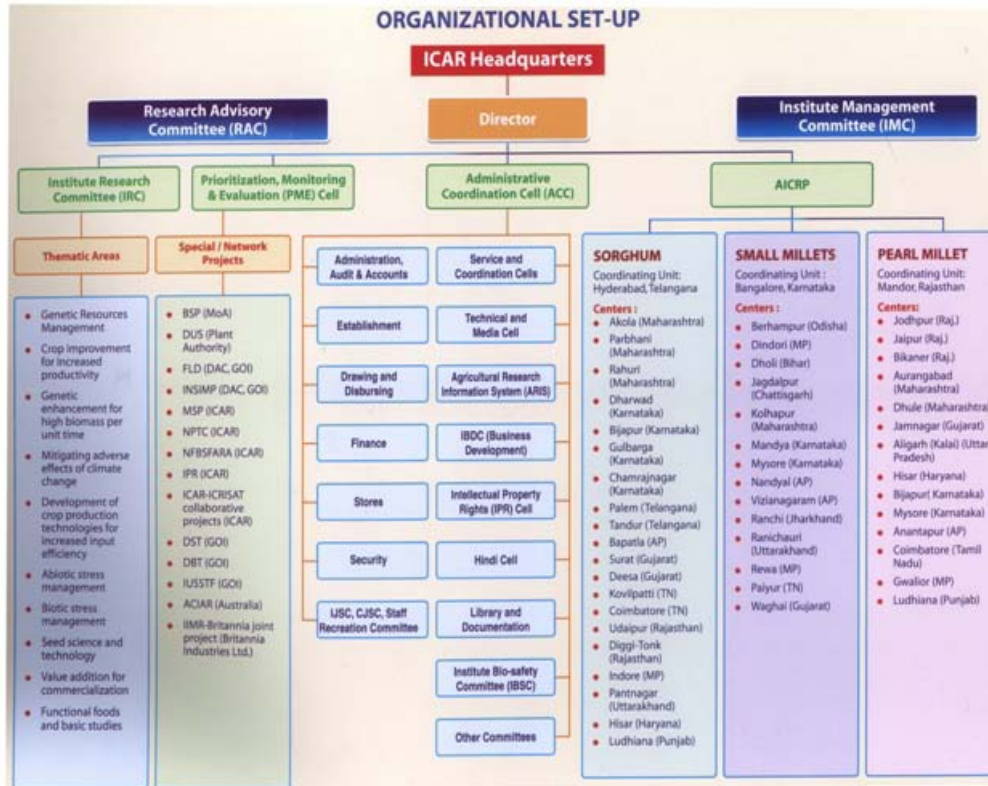 ORGANIZATIONAL SET-UP
ICAR Headquarters
Research Advisory
Committee (RAC)
Director
Institute Management
Committee (IMC)
Institute Research
Committee (IRC)
Prioritization, Monitoring
& Evaluation (PME) Cell
Administrative
Coordination Cell (ACC)
AICRP
Thematic Areas
• Genetic Resources
Management
• Crop improvement
for increased
productivity
• Genetic
enhancement for
high biomass per
unit time
• Mitigating adverse
effects of climate
change
• Development of
crop production
technologies for
increased input
efficiency
• Abiotic stress
management
• Biotic stress
management
• Seed science and
technology
• Value addition for
commercialization
• Functional foods
and basic studies
Special / Network
Projects
• BSP (MoA)
• DUS (Plant
Authority)
• FLD (DAC, GOI)
• INSIMP (DAC, GOI)
• MSP (ICAR)
• NPTC (ICAR)
• NFBSFARA (ICAR)
• IPR (ICAR)
• ICAR-ICRISAT
collaborative
projects (ICAR)
• DST (GOI)
• DBT (GOI)
• IUSSTF (GOI)
• ACIAR (Australia)
• IIMR-Britannia joint
project (Britannia
Industries Ltd.)
Administration,
Audit & Accounts
Establishment
Drawing and
Disbursing
Finance
Stores
Security
IJSC, CJSC, Staff
Recreation Committee
Service and
Coordination Cells
Technical and
Media Cell
Agricultural Research
Information System (ARIS)
IBDC (Business
Development)
Intellectual Property
Rights (IPR) Cell
Hindi Cell
Library and
Documentation
Institute Bio-safety
Committee (IBSC)
Other Committees
SORGHUM
Coordinating Unit:
Hyderabad, Telangana
Centers :
• Akola (Maharashtra)
• Parbhani
(Maharashtra)
• Rahuri
(Maharashtra)
• Dharwad
(Karnataka)
• Bijapur (Karnataka)
• Gulbarga
(Karnataka)
• Chamrajnagar
(Karnataka)
• Palem (Telangana)
• Tandur (Telangana)
• Bapatla (AP)
• Surat (Gujarat)
• Deesa (Gujarat)
• Kovilpatti (TN)
• Coimbatore (TN)
• Udaipur (Rajasthan)
• Diggi-Tonk
(Rajasthan)
• Indore (MP)
• Pantnagar
(Uttarakhand)
• Hisar (Haryana)
• Ludhiana (Punjab)
SMALL MILLETS
Coordinating Unit :
Bangalore, Karnataka
Centers :
• Berhampur (Odisha)
• Dindori (MP)
• Dholi (Bihar)
• Jagdalpur
(Chattisgarh)
• Kolhapur
(Maharashtra)
• Mandya (Karnataka)
• Mysore (Karnataka)
• Nandyal (AP)
• Vizianagaram (AP)
• Ranchi (Jharkhand)
• Ranichauri
(Uttarakhand)
• Rewa (MP)
• Paiyur (TN)
• Waghai (Gujarat)
PEARL MILLET
Coordinating Unit:
Mandor, Rajasthan
Centers:
• Jodhpur (Raj.)
• Jaipur (Raj.)
• Bikaner (Raj.)
• Aurangabad
(Maharashtra)
• Dhule (Maharashtra)
• Jamnagar (Gujarat)
• Aligarh (Kalai) (Uttar
Pradesh)
• Hisar (Haryana)
• Bijapur( Karnataka)
• Mysore (Karnataka)
• Anantapur (AP)
• Coimbatore (Tamil
Nadu)
• Gwalior (MP)
• Ludhiana (Punjab)